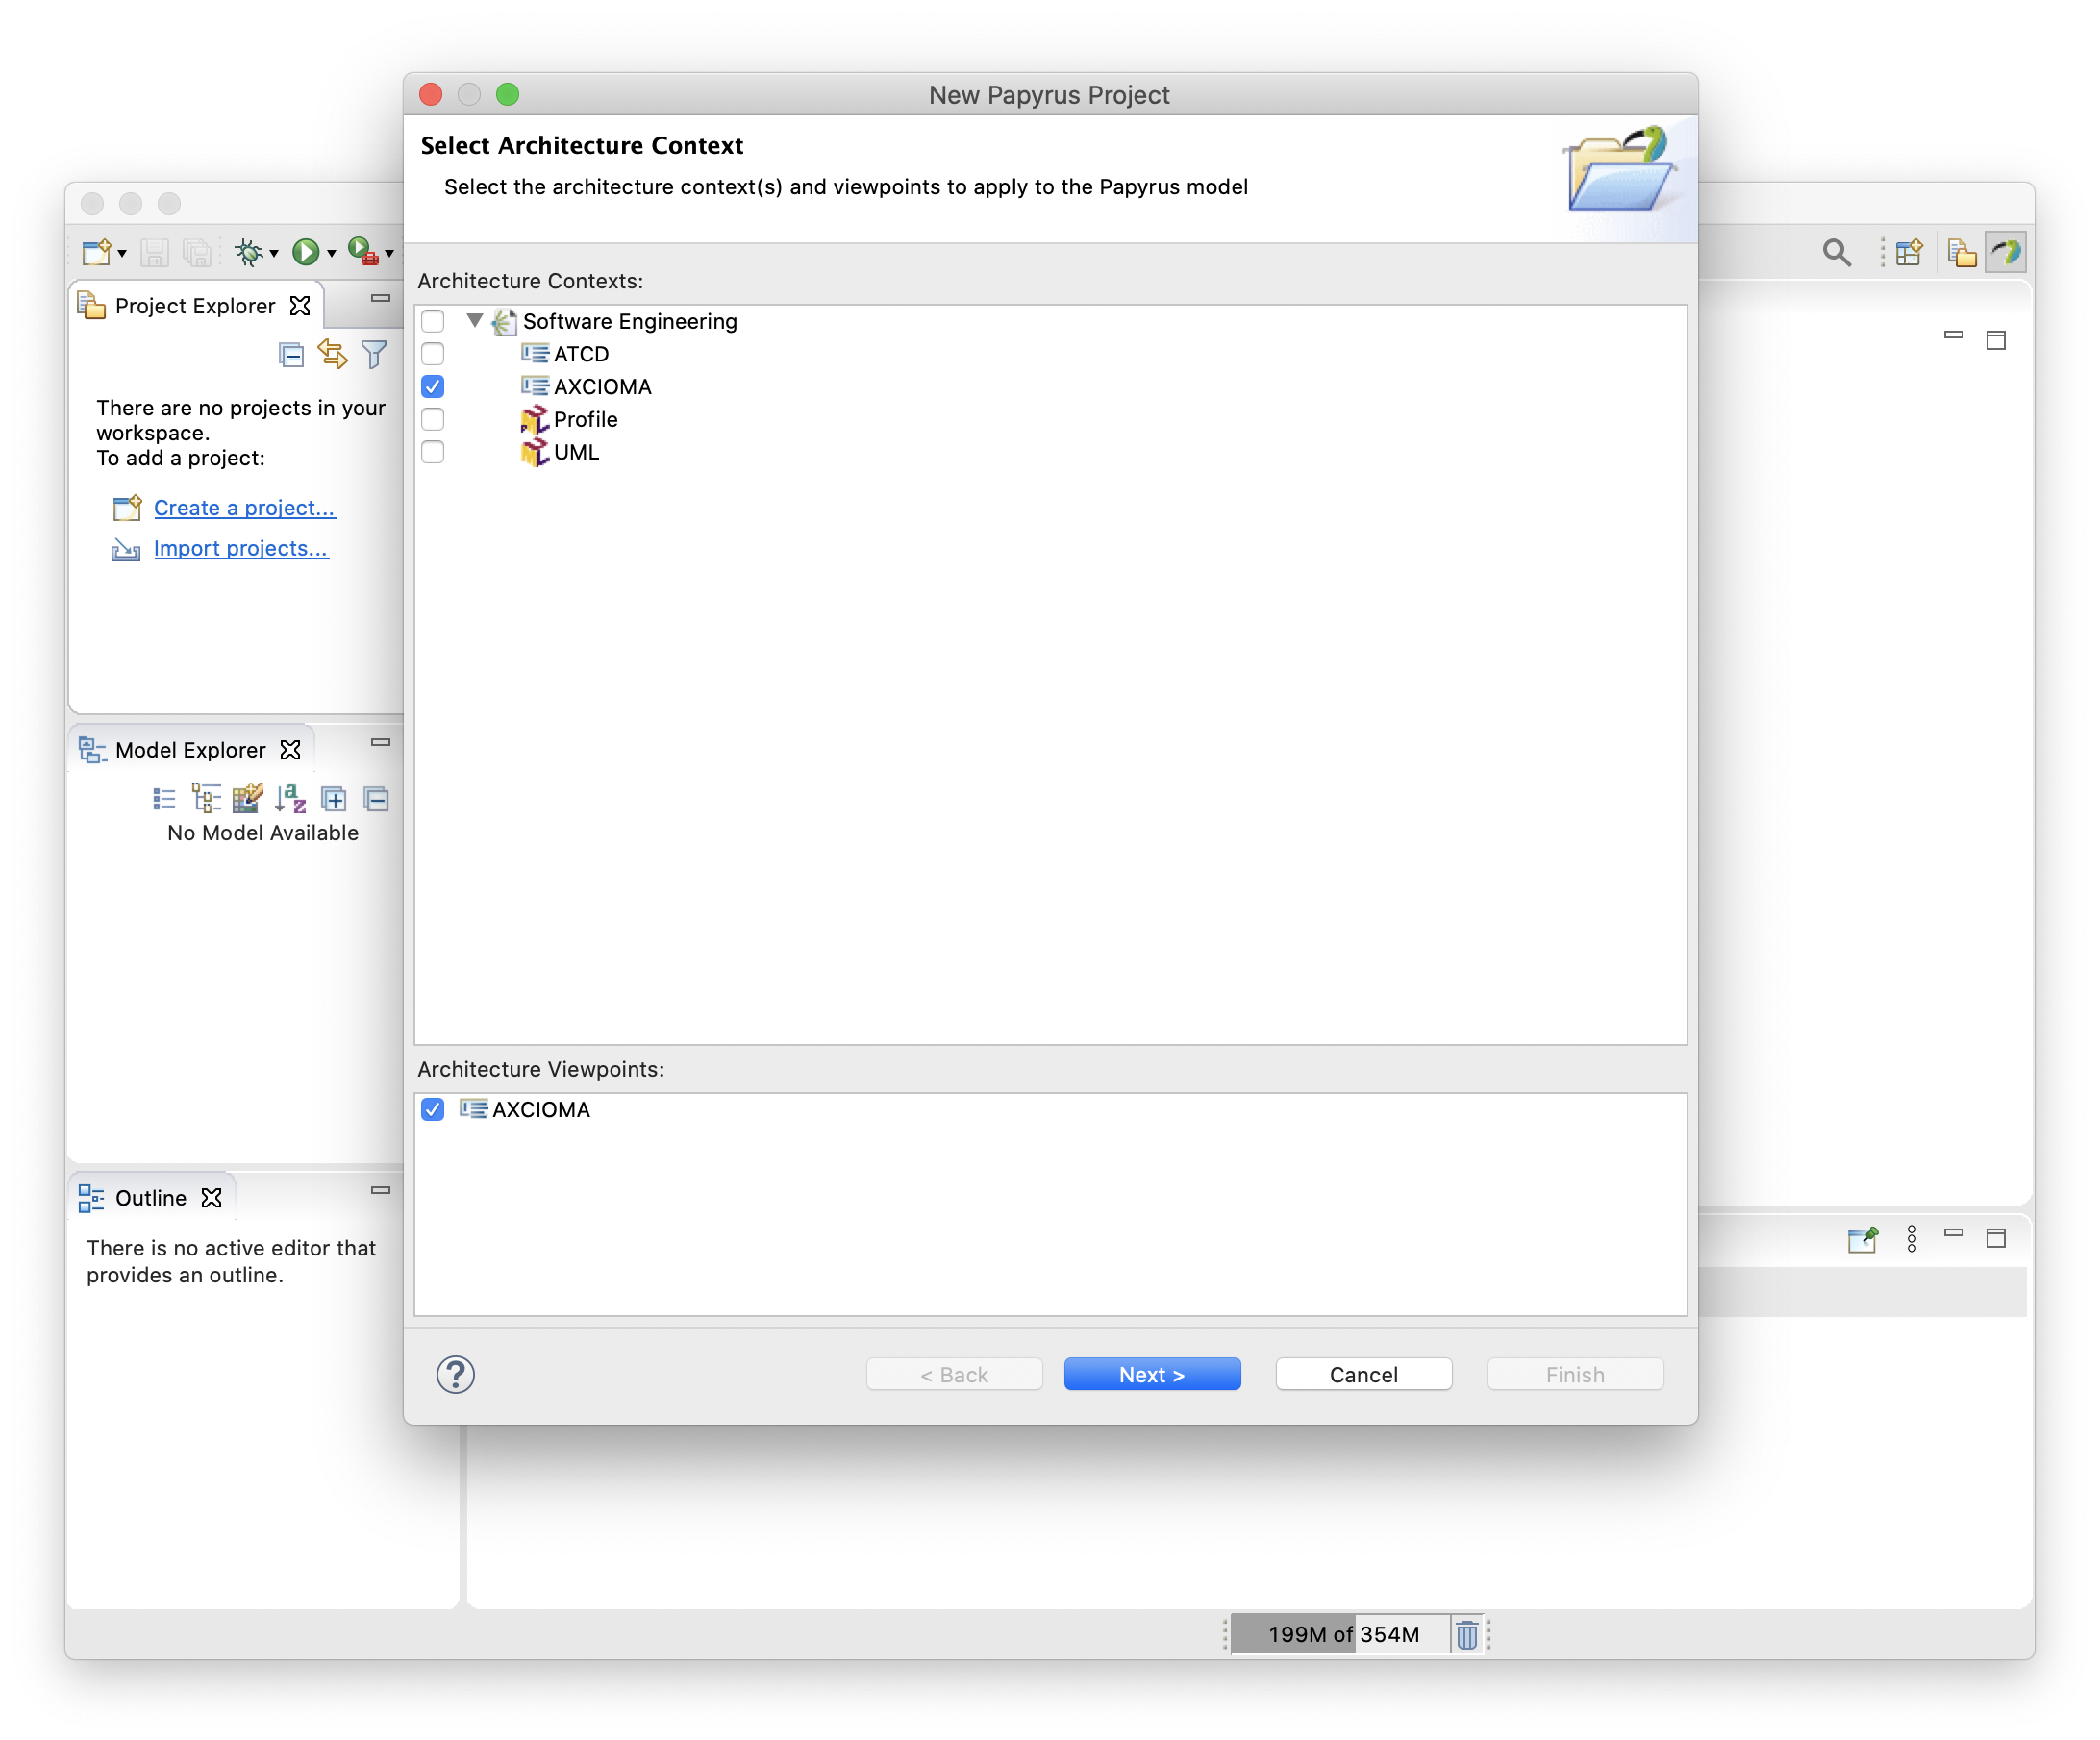 New Papyrus Project
Select Architecture Context
Select the architecture context(s) and viewpoints to apply to the Papyrus model
Architecture Contexts:
Software Engineering
ATCD
AXCIOMA
Profile
UML
Architecture Viewpoints:
AXCIOMA
?
< Back
Next >
Cancel
Finish
Project Explorer
There are no projects in your
workspace.
To add a project:
Create a project...
Import projects...
Model Explorer
No Model Available
Outline
There is no active editor that
provides an outline.
199M of 354M